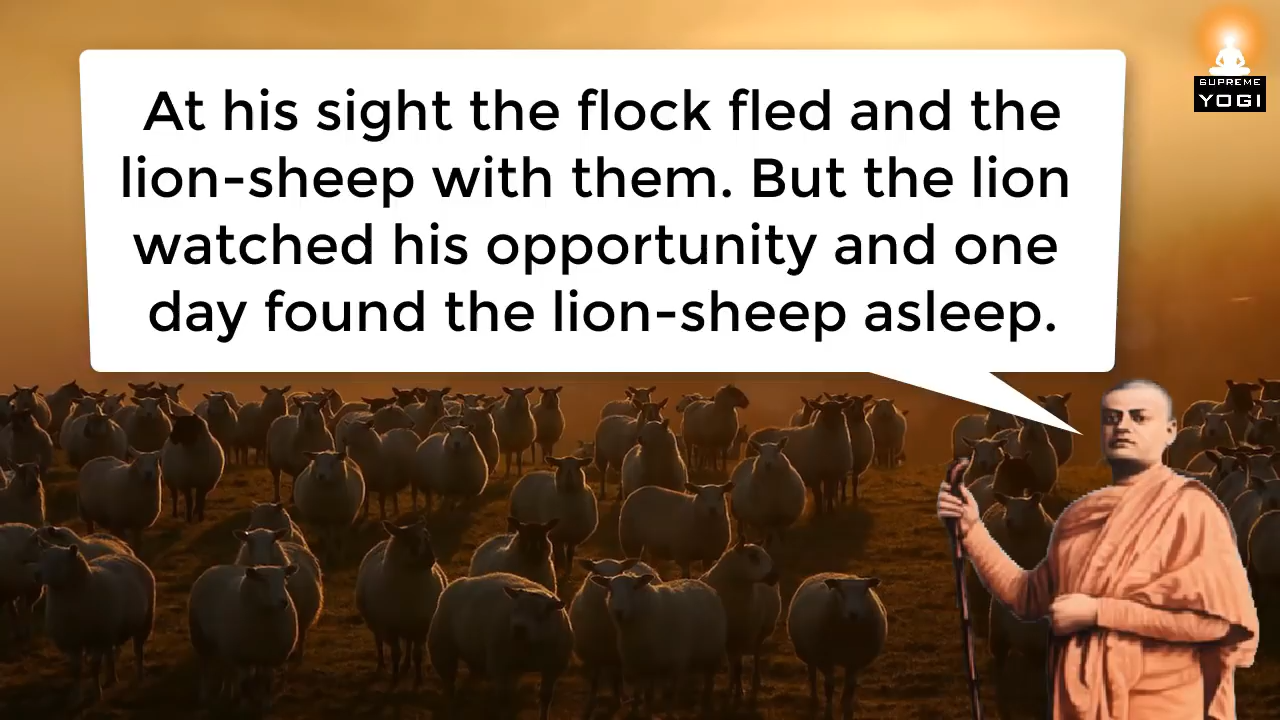 At his sight the flock fled and the
lion-sheep with them. But the lion
watched his opportunity and one
day found the lion-sheep asleep.
SUPREME
YOGI